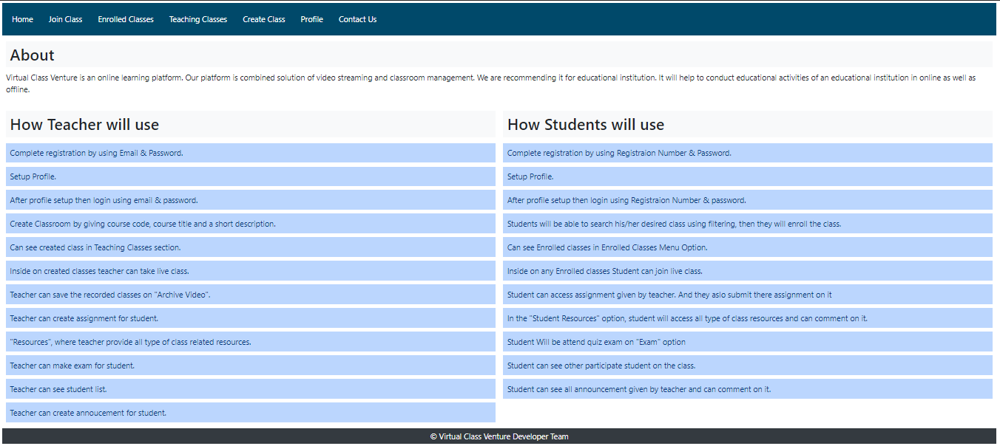 Home Join Class Enrolled Classes Teaching Classes Create Class Profile Contact Us
About
Virtual Class Venture is an online learning platform. Our platform is combined solution of video streaming and classroom management. We are recommending it for educational institution. It will help to conduct educational activities of an educational institution in online as well as
offline.
How Teacher will use
Complete registration by using Email & Password.
Setup Profile.
After profile setup then login using email & password.
Create Classroom by giving course code, course title and a short description.
Can see created class in Teaching Classes section.
Inside on created classes teacher can take live class.
Teacher can save the recorded classes on "Archive Video".
Teacher can create assignment for student.
"Resources", where teacher provide all type of class related resources.
Teacher can make exam for student.
Teacher can see student list.
Teacher can create annoucement for student.
How Students will use
Complete registration by using Registraion Number & Password.
Setup Profile.
After profile setup then login using Registraion Number & password.
Students will be able to search his/her desired class using filtering, then they will enroll the class.
Can see Enrolled classes in Enrolled Classes Menu Option.
Inside on any Enrolled classes Student can join live class.
Student can access assignment given by teacher. And they aslo submit there assignment on it
In the "Student Resources" option, student will access all type of class resources and can comment on it.
Student Will be attend quiz exam on "Exam" option
Student can see other participate student on the class.
Student can see all announcement given by teacher and can comment on it.
© Virtual Class Venture Developer Team